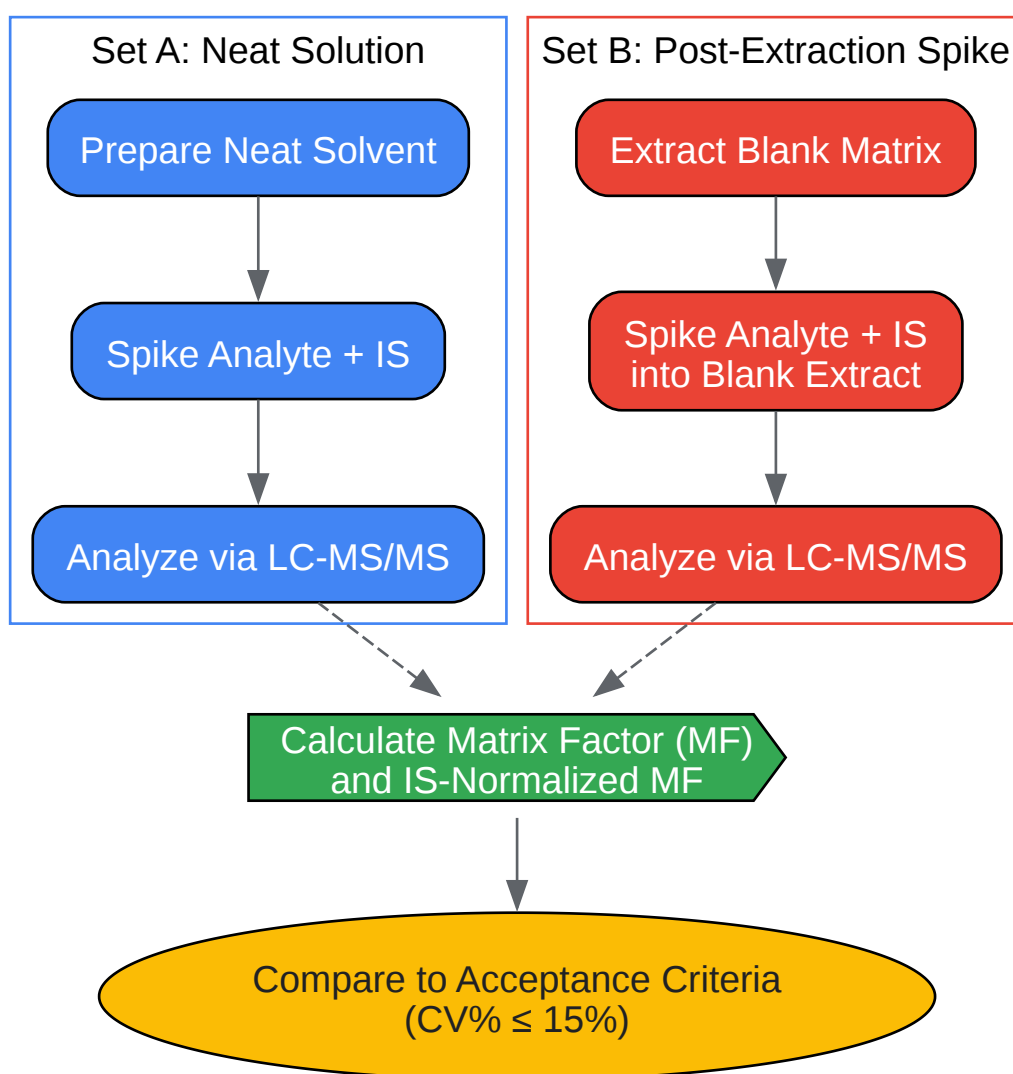 Set A: Neat Solution
Prepare Neat Solvent
Spike Analyte + IS
Analyze via LC-MS/MS
Set B: Post-Extraction Spike
Extract Blank Matrix
Spike Analyte + IS
into Blank Extract
Analyze via LC-MS/MS
Calculate Matrix Factor (MF)
and IS-Normalized MF
Compare to Acceptance Criteria
(CV% ≤ 15%)